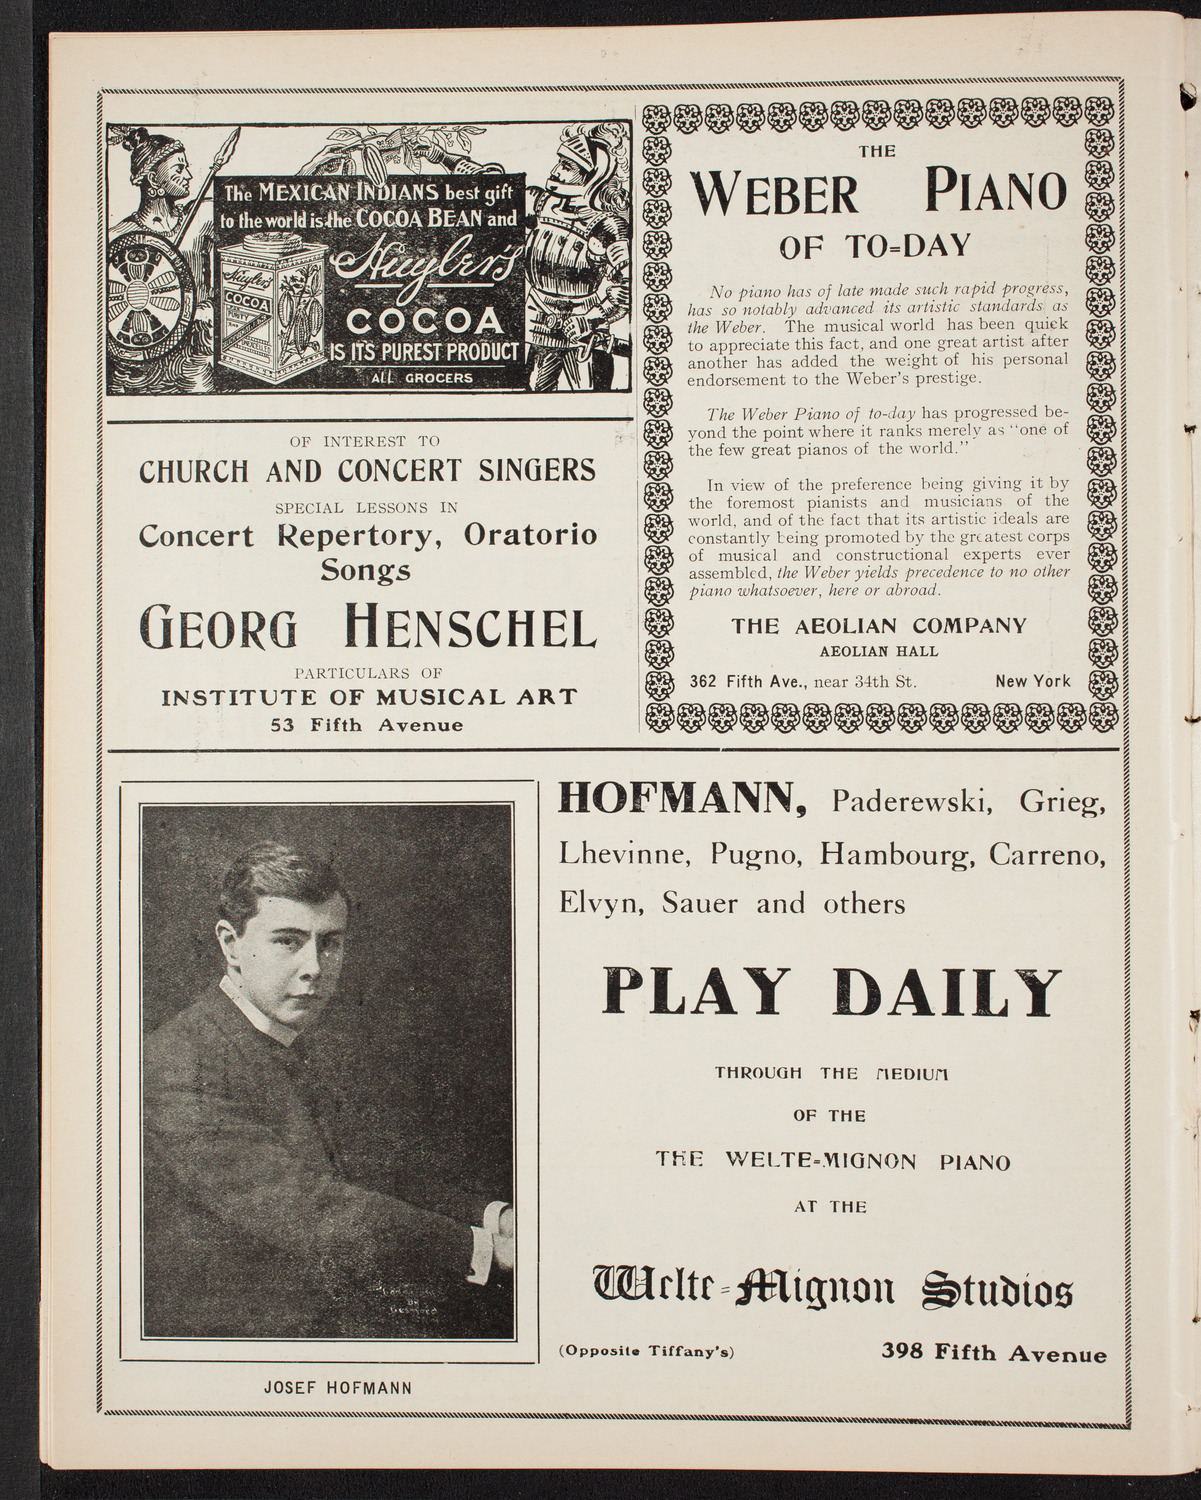 The MEXICAN INDIANS best gift
to the world is the COCOA BEAN and
Huyler's
COCOA
IS ITS PUREST PRODUCT
ALL GROCERS
Huyler's
COCOA
OF INTEREST TO
CHURCH AND CONCERT SINGERS
SPECIAL LESSONS IN
Concert Repertory, Oratorio
Songs
GEORG HENSCHEL
PARTICULARS OF
INSTITUTE OF MUSICAL ART
53 Fifth Avenue
THE
WEBER PIANO
OF TO-DAY
No piano has of late made such rapid progress,
has so notably advanced its artistic standards as
the Weber. The musical world has been quick
to appreciate this fact, and one great artist after
another has added the weight of his personal
endorsement to the Weber's prestige.
The Weber Piano of to-day has progressed be-
yond the point where it ranks merely as "one of
the few great pianos of the world."
In view of the preference being giving it by
the foremost pianists and musicians of the
world, and of the fact that its artistic ideals are
constantly being promoted by the greatest corps
of musical and constructional experts ever
assembled, the Weber yields precedence to no other
piano whatsoever, here or abroad.
THE AEOLIAN COMPANY
AEOLIAN HALL
362 Fifth Ave., near 34th St. New York
HOFMANN, Paderewski, Grieg,
Lhevinne, Pugno, Hambourg, Carreno,
Elvyn, Sauer and others
PLAY DAILY
THROUGH THE MEDIUM
OF THE
THE WELTE-MIGNON PIANO
AT THE
Welte-Mignon Studios
(Opposite Tiffany's) 398 Fifth Avenue
JOSEF HOFMANN